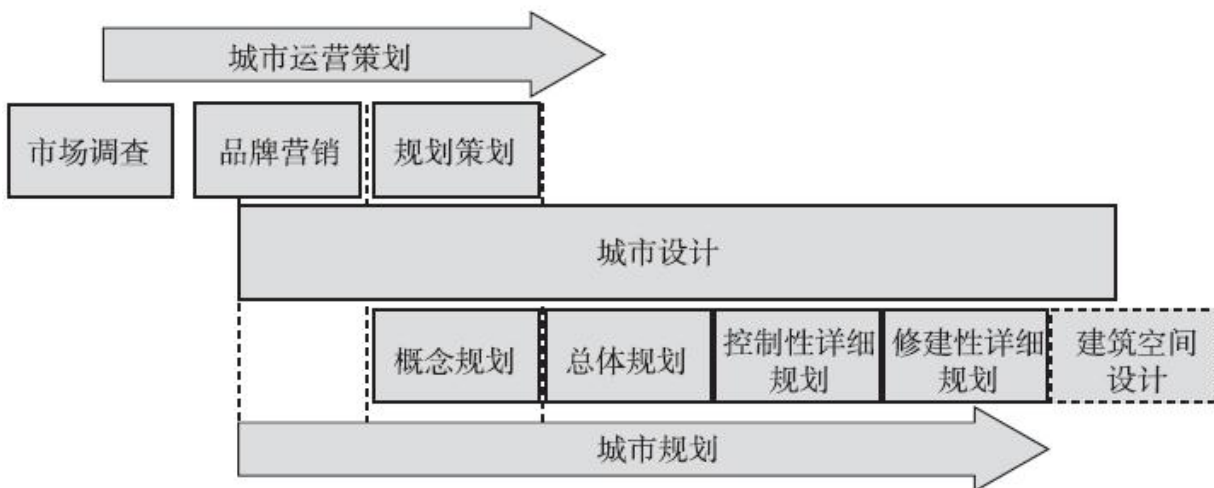 城市运营策划
市场调查
品牌营销
规划策划
城市设计
概念规划
总体规划
控制性详细
规划
修建性详细
规划
建筑空间
设计
城市规划